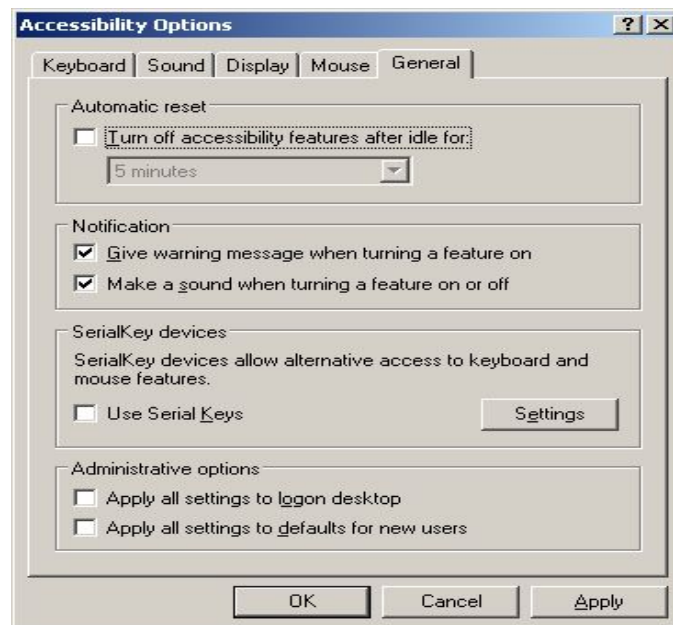 Accessibility Options
Keyboard Sound Display Mouse General
Automatic reset
Turn off accessibility features after idle for:
5 minutes
Notification
Give warning message when turning a feature on
Make a sound when turning a feature on or off
SerialKey devices
SerialKey devices allow alternative access to keyboard and
mouse features.
Use Serial Keys Settings
Administrative options
Apply all settings to logon desktop
Apply all settings to defaults for new users
OK Cancel Apply